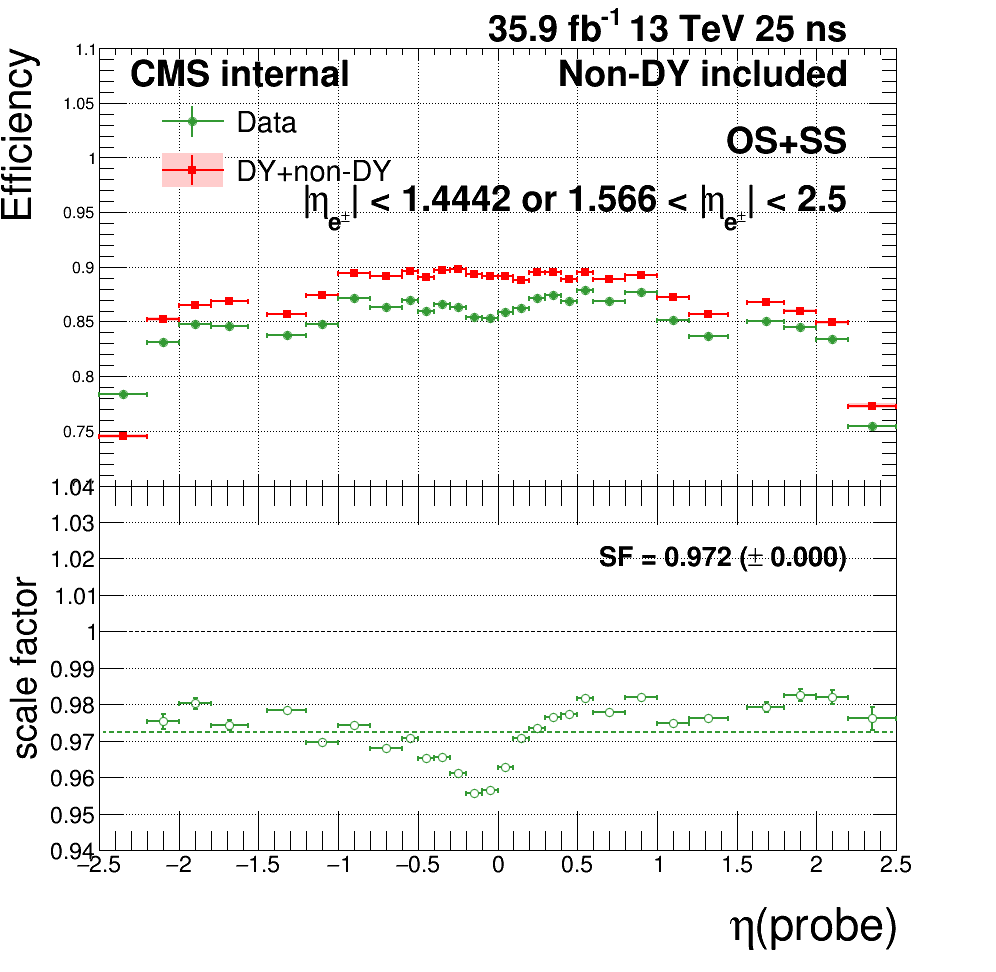 35.9 fb-1 13 TeV 25 ns
Efficiency
1.1
CMS internal
Non-DY included
1.05
Data
OS+SS
1
DY+non-DY
|ηe±| < 1.4442 or 1.566 < |ηe±| < 2.5
0.95
0.9
0.85
0.8
0.75
1.04
1.03
SF = 0.972 (± 0.000)
1.02
1.01
scale factor
1
0.99
0.98
0.97
0.96
0.95
0.94
−2.5 −2 −1.5 −1 −0.5 0 0.5 1 1.5 2 2.5
η(probe)